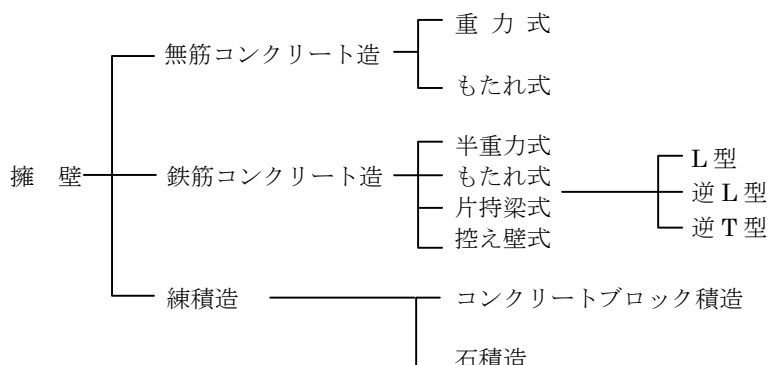 重力式
無筋コンクリート造
もたれ式
半重力式
L型
擁壁
鉄筋コンクリート造
もたれ式
逆L型
片持梁式
逆T型
控え壁式
練積造
コンクリートブロック積造
石積造